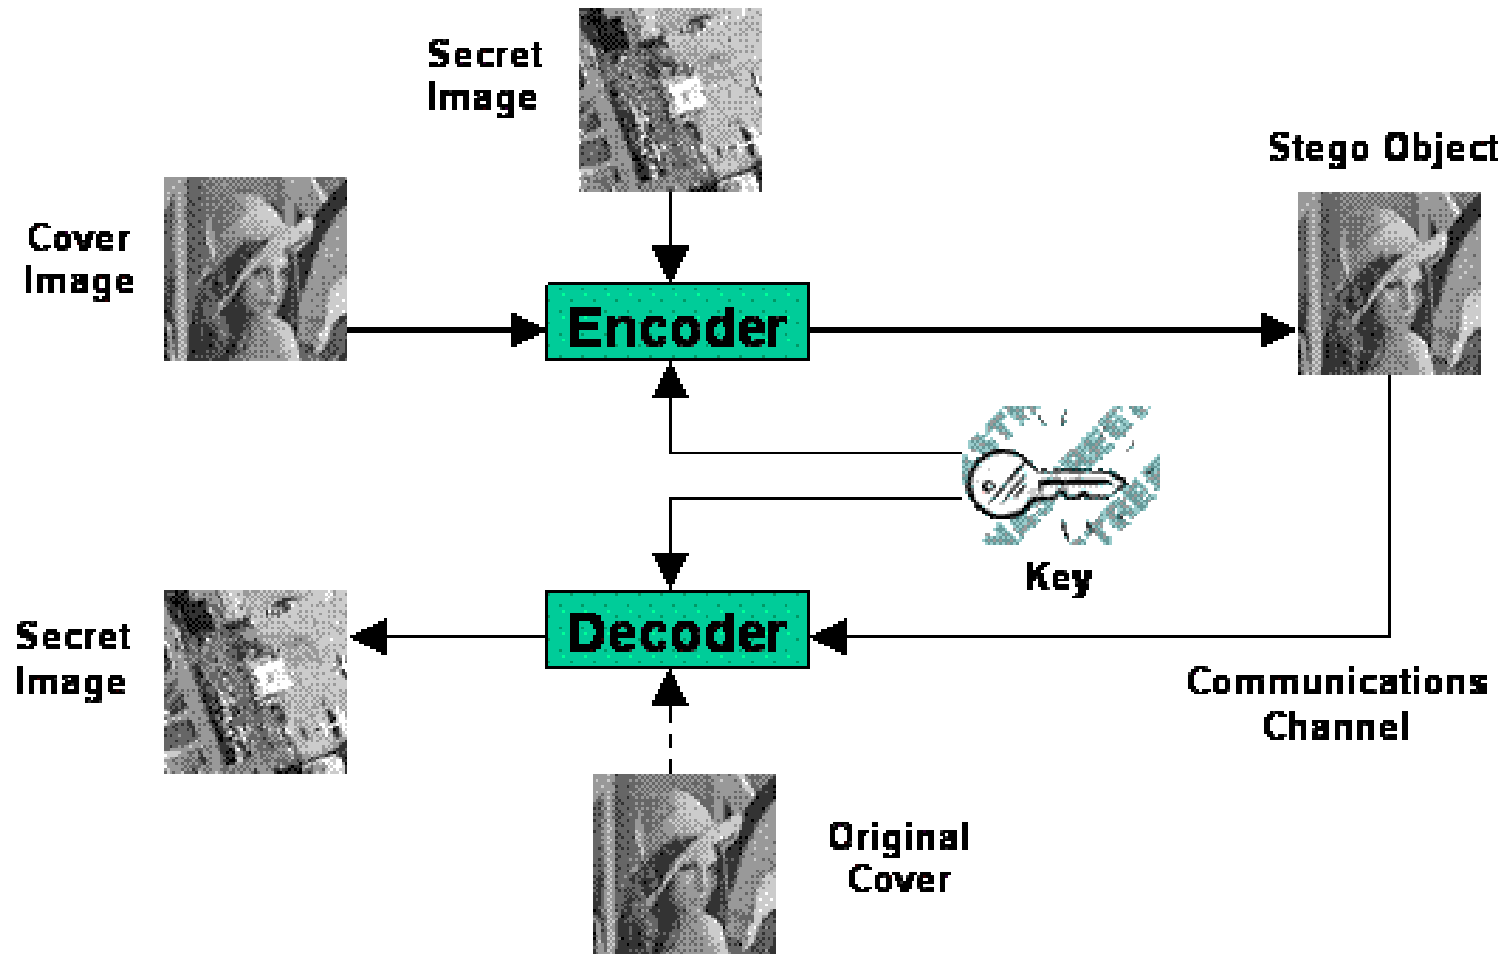 Secret
Image
Stego Object
Cover
Image
Encoder
Key
Decoder
Secret
Image
Communications
Channel
Original
Cover